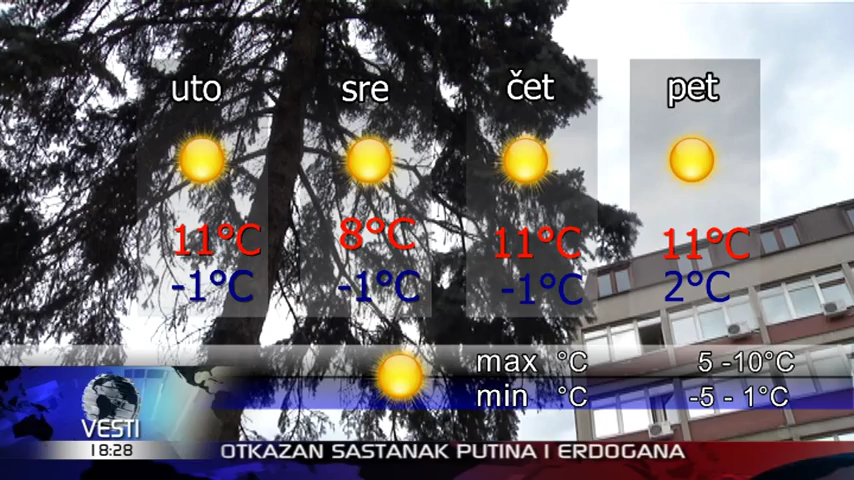 uto sre čet pet
11°C 8°C 11°C 11°C
-1°C -1°C -1°C 2°C
max °C 5 -10°C
min °C -5 - 1°C
VESTI
18:28 OTKAZAN SASTANAK PUTINA I ERDOGANA